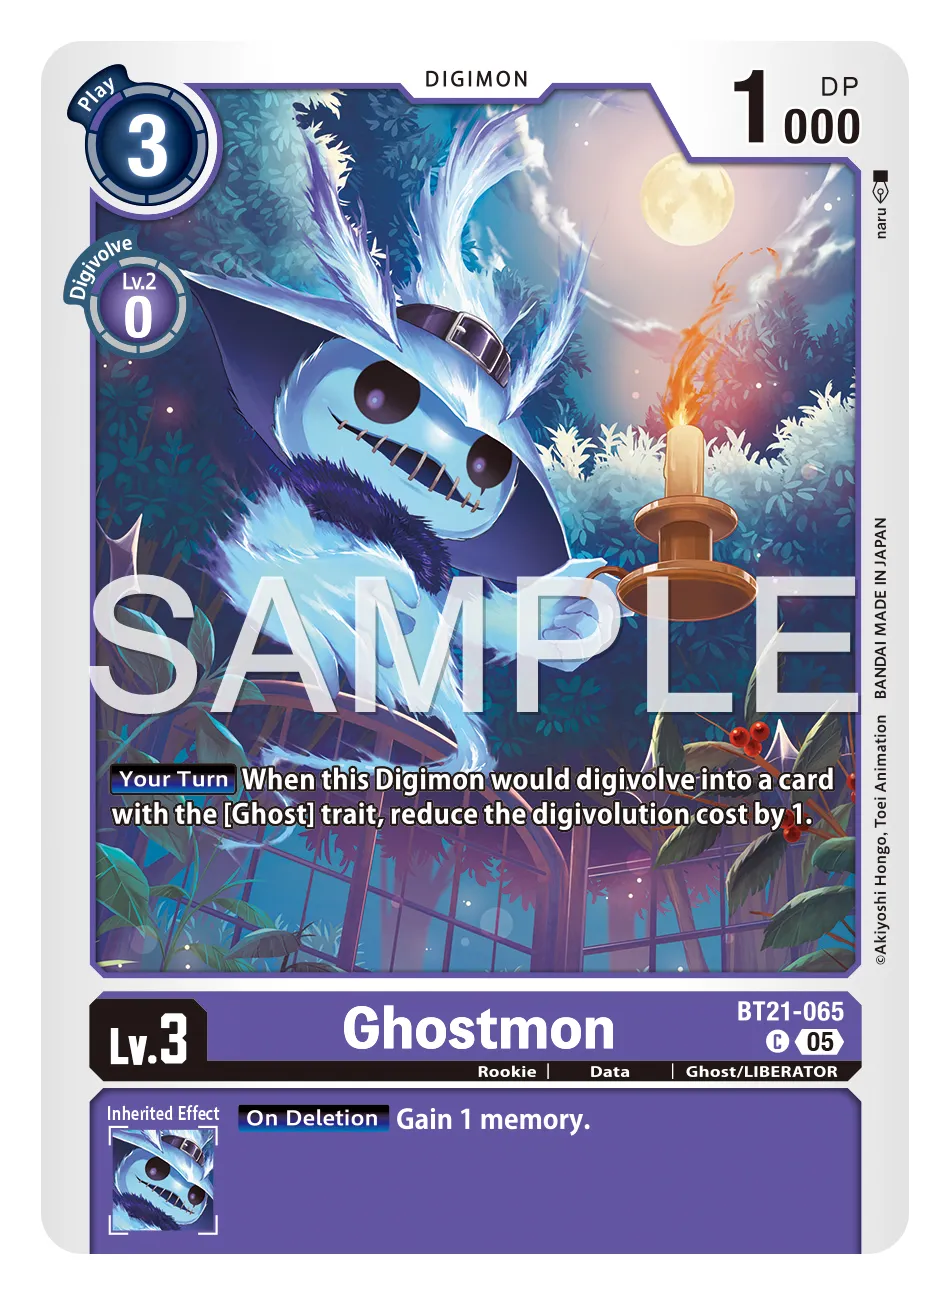 DIGIMON
Play
3
1000
DP
Digivolve
Lv.2
0
naru
SAMPLE
Your Turn When this Digimon would digivolve into a card
with the [Ghost] trait, reduce the digivolution cost by 1.
©Akiyoshi Hongo, Toei Animation BANDAI MADE IN JAPAN
Lv.3
Ghostmon
BT21-065
C 05
Rookie | Data | Ghost/LIBERATOR
Inherited Effect
On Deletion Gain 1 memory.